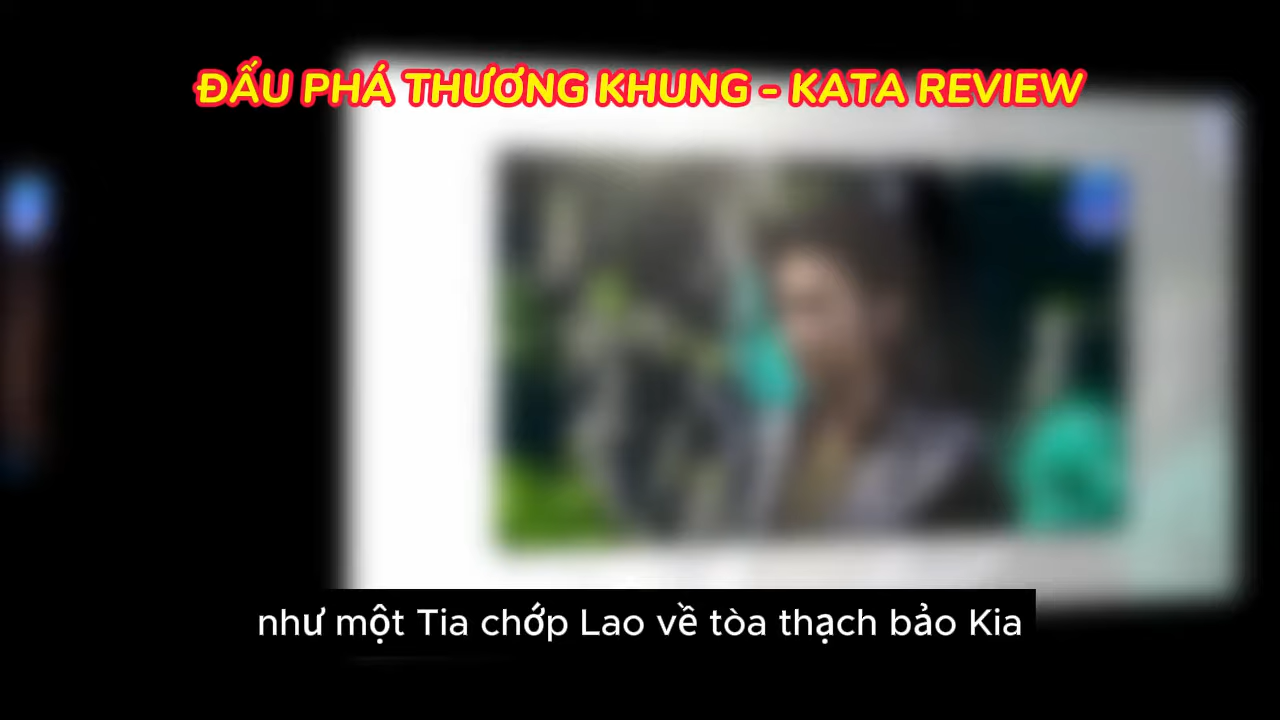 ĐẤU PHÁ THƯƠNG KHUNG - KATA REVIEW
như một Tia chớp Lao về tòa thạch bảo Kia